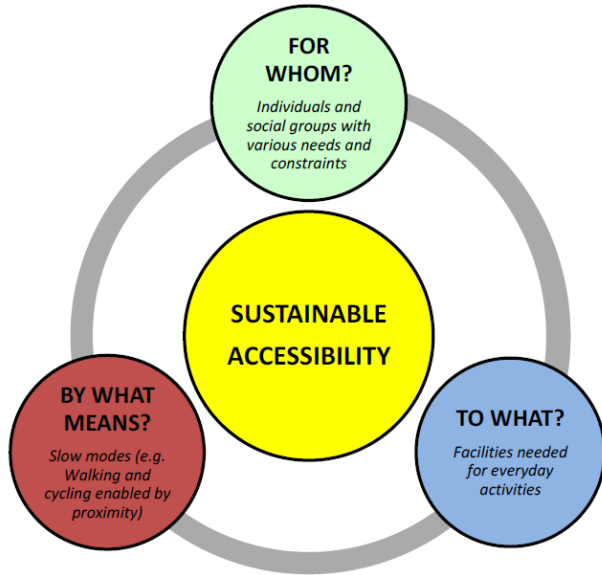 FOR
WHOM?
Individuals and
social groups with
various needs and
constraints
SUSTAINABLE
ACCESSIBILITY
BY WHAT
MEANS?
Slow modes (e.g.
Walking and
cycling enabled by
proximity)
TO WHAT?
Facilities needed
for everyday
activities